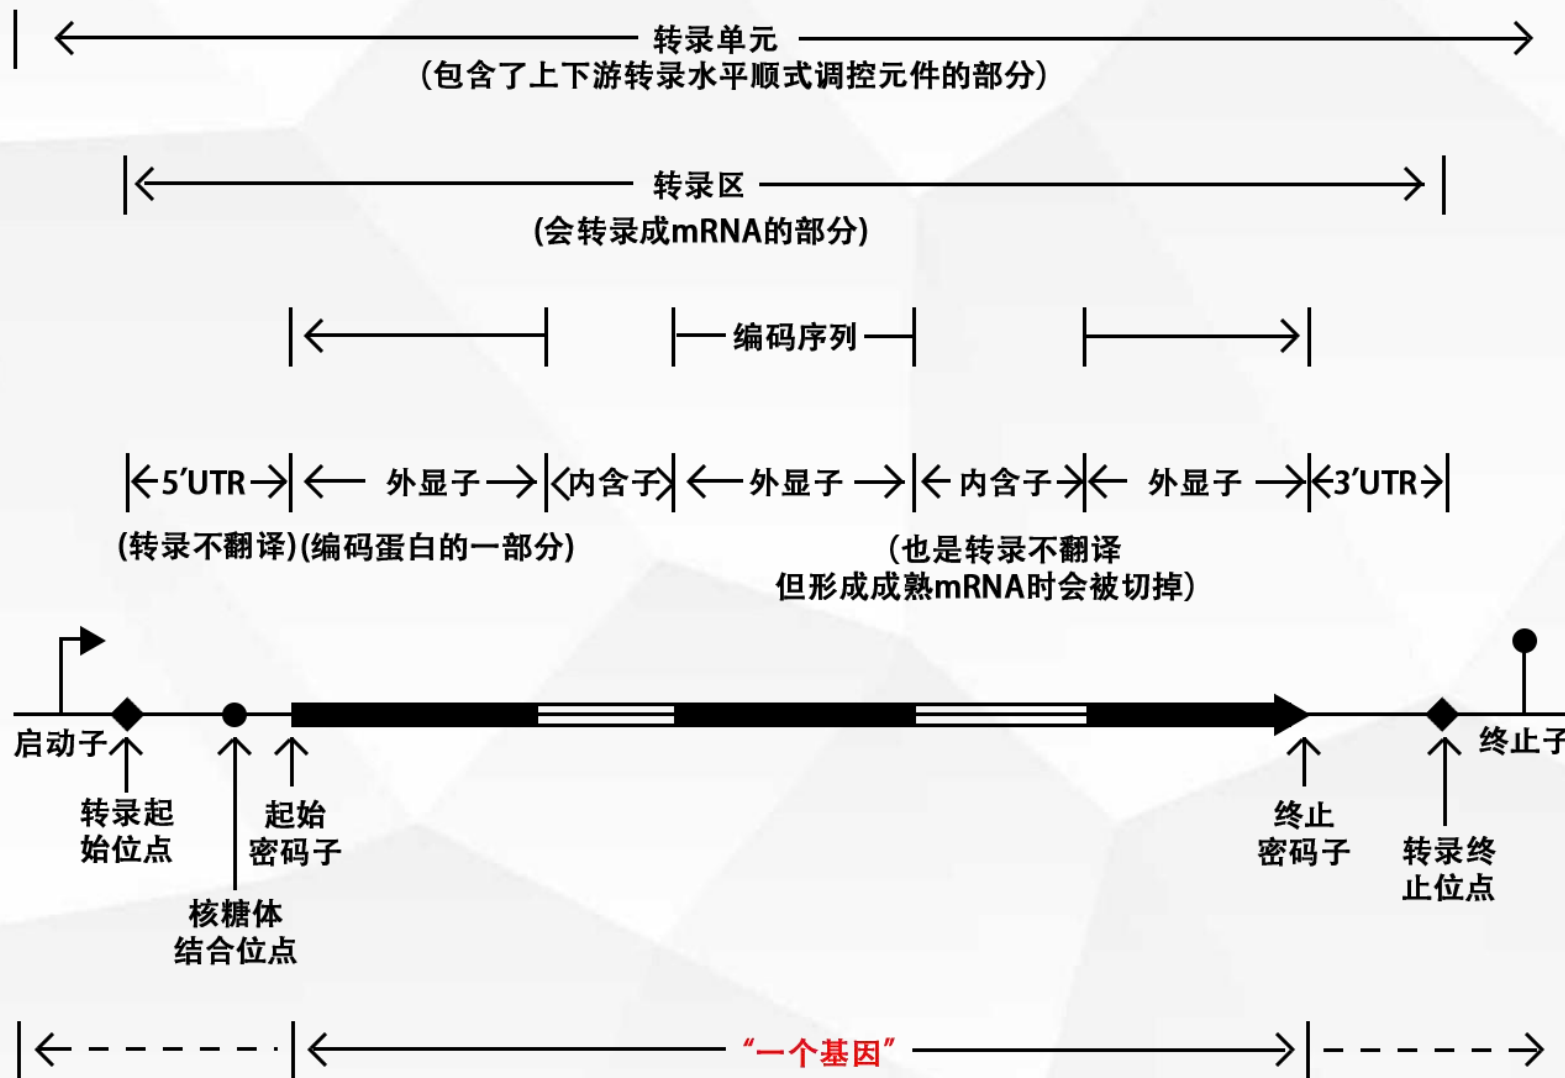 转录单元
（包含了上下游转录水平顺式调控元件的部分）
转录区
(会转录成mRNA的部分)
编码序列
5′UTR 外显子 内含子 外显子 内含子 外显子 3′UTR
(转录不翻译) (编码蛋白的一部分)
（也是转录不翻译
但形成成熟mRNA时会被切掉）
启动子
终止子
转录起
始位点
起始
密码子
核糖体
结合位点
终止
密码子
转录终
止位点
“一个基因”